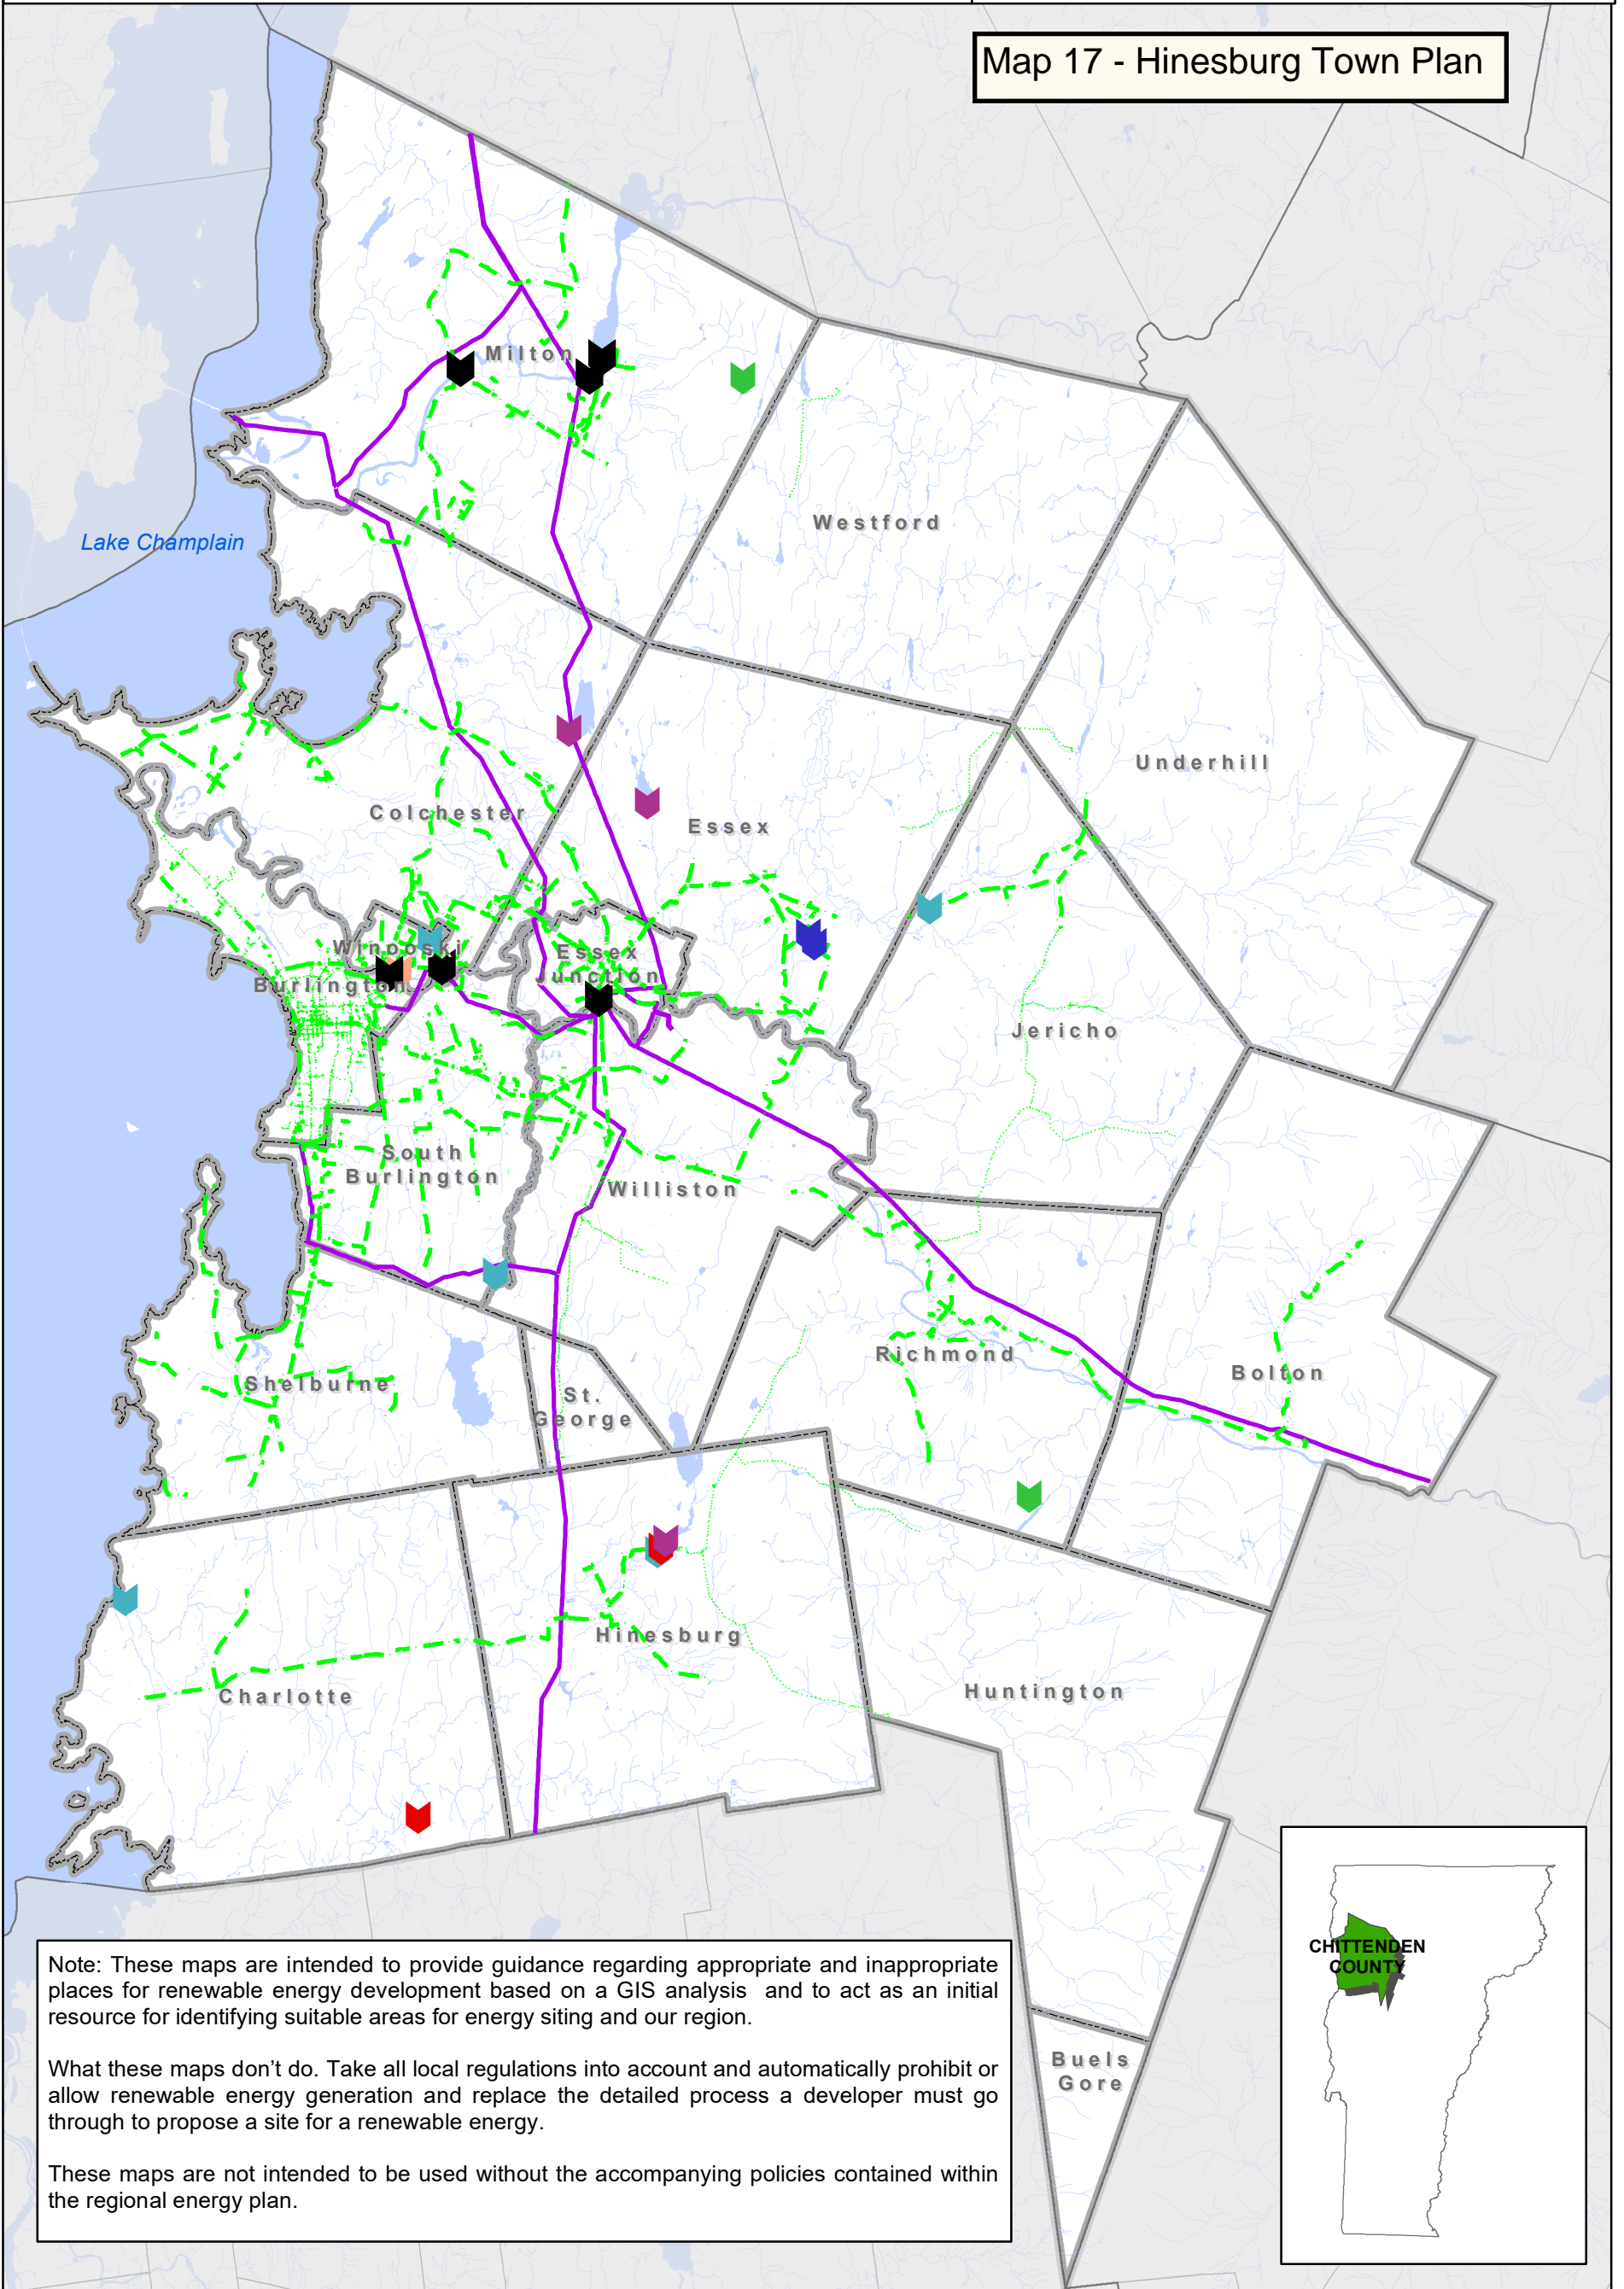 Map 17 - Hinesburg Town Plan
Milton
Westford
Lake Champlain
Underhill
Colchester
Essex
Winooski
Essex
Junction
Burlington
Jericho
South
Burlington
Williston
Richmond
Bolton
Shelburne
St.
George
Hinesburg
Huntington
Charlotte
CHITTENDEN
COUNTY
Note: These maps are intended to provide guidance regarding appropriate and inappropriate
places for renewable energy development based on a GIS analysis and to act as an initial
resource for identifying suitable areas for energy siting and our region.
What these maps don’t do. Take all local regulations into account and automatically prohibit or
allow renewable energy generation and replace the detailed process a developer must go
through to propose a site for a renewable energy.
These maps are not intended to be used without the accompanying policies contained within
the regional energy plan.
Buels
Gore